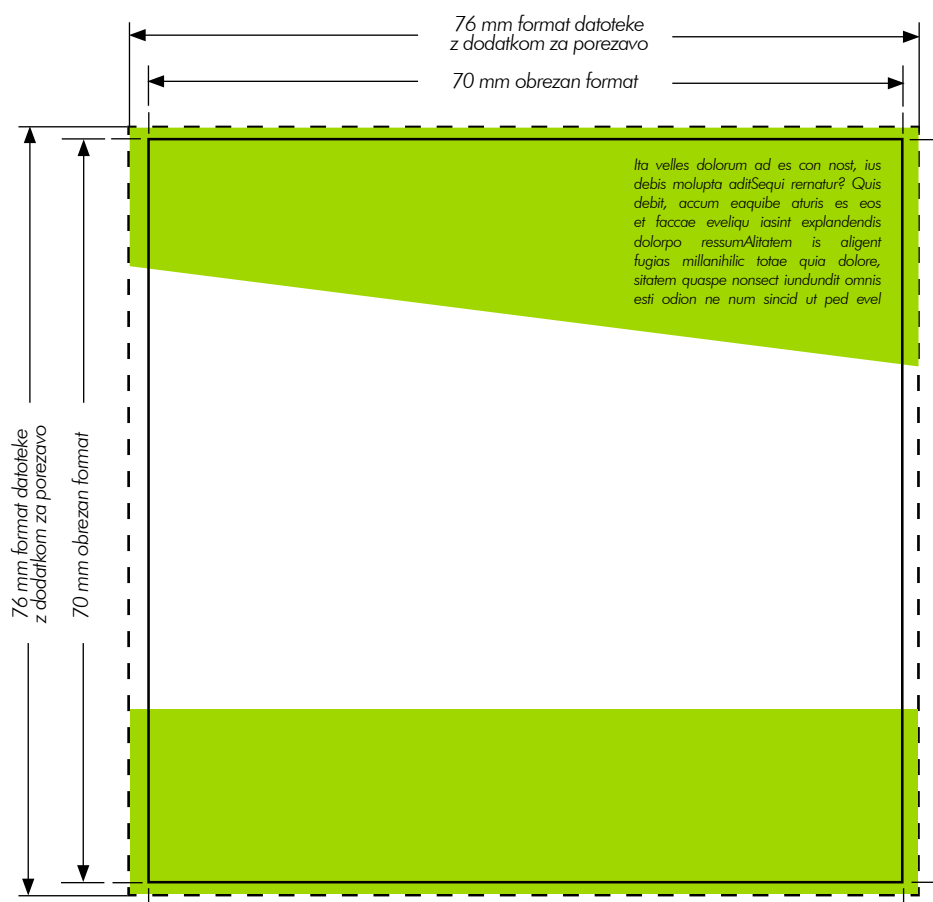 76 mm format datoteke
z dodatkom za porezavo
70 mm obrezan format
Ita velles dolorum ad es con nost, ius
debis molupta aditSequi rernatur? Quis
debit, accum eaquibe aturis es eos
et faccae eveliqu iasint explandendis
dolorpo ressumAlitatem is aligent
fugias millanihilic totae quia dolore,
sitatem quaspe nonsect iundundit omnis
esti odion ne num sincid ut ped evel
76 mm format datoteke
z dodatkom za porezavo
70 mm obrezan format